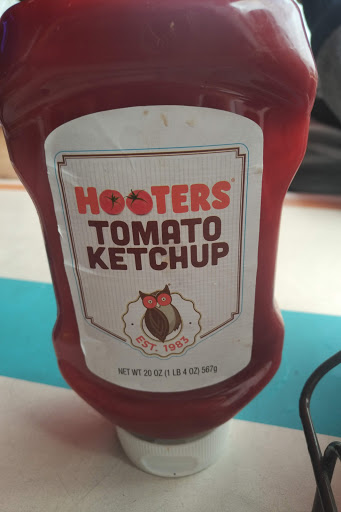 HOOTERS®
TOMATO
KETCHUP
EST. 1983
NET WT 20 OZ (1 LB 4 OZ) 567g